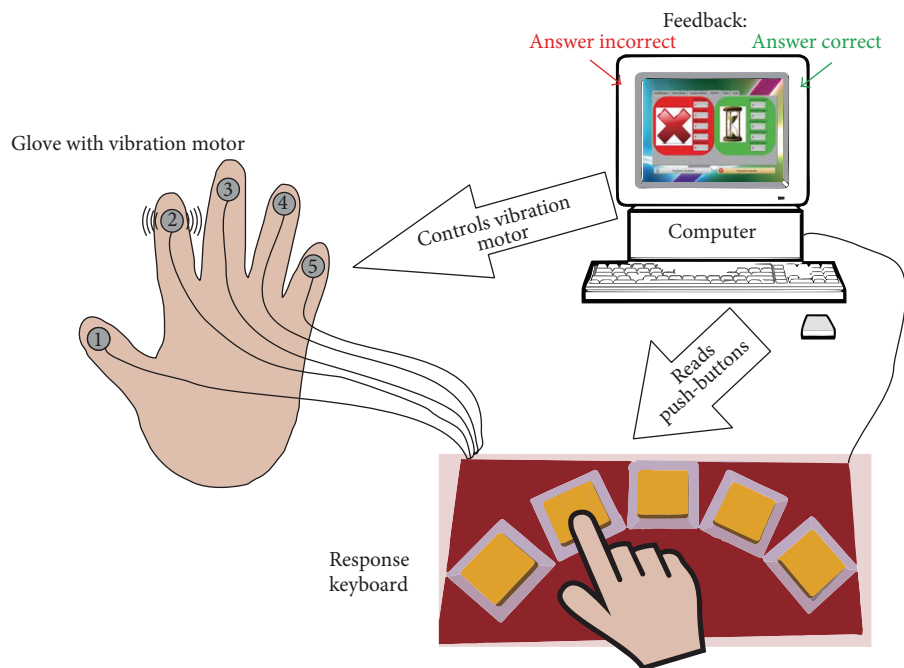 Feedback:
Answer incorrect
Answer correct
Glove with vibration motor
1
2
3
4
5
Controls vibration
motor
Computer
Reads
push-buttons
Response
keyboard